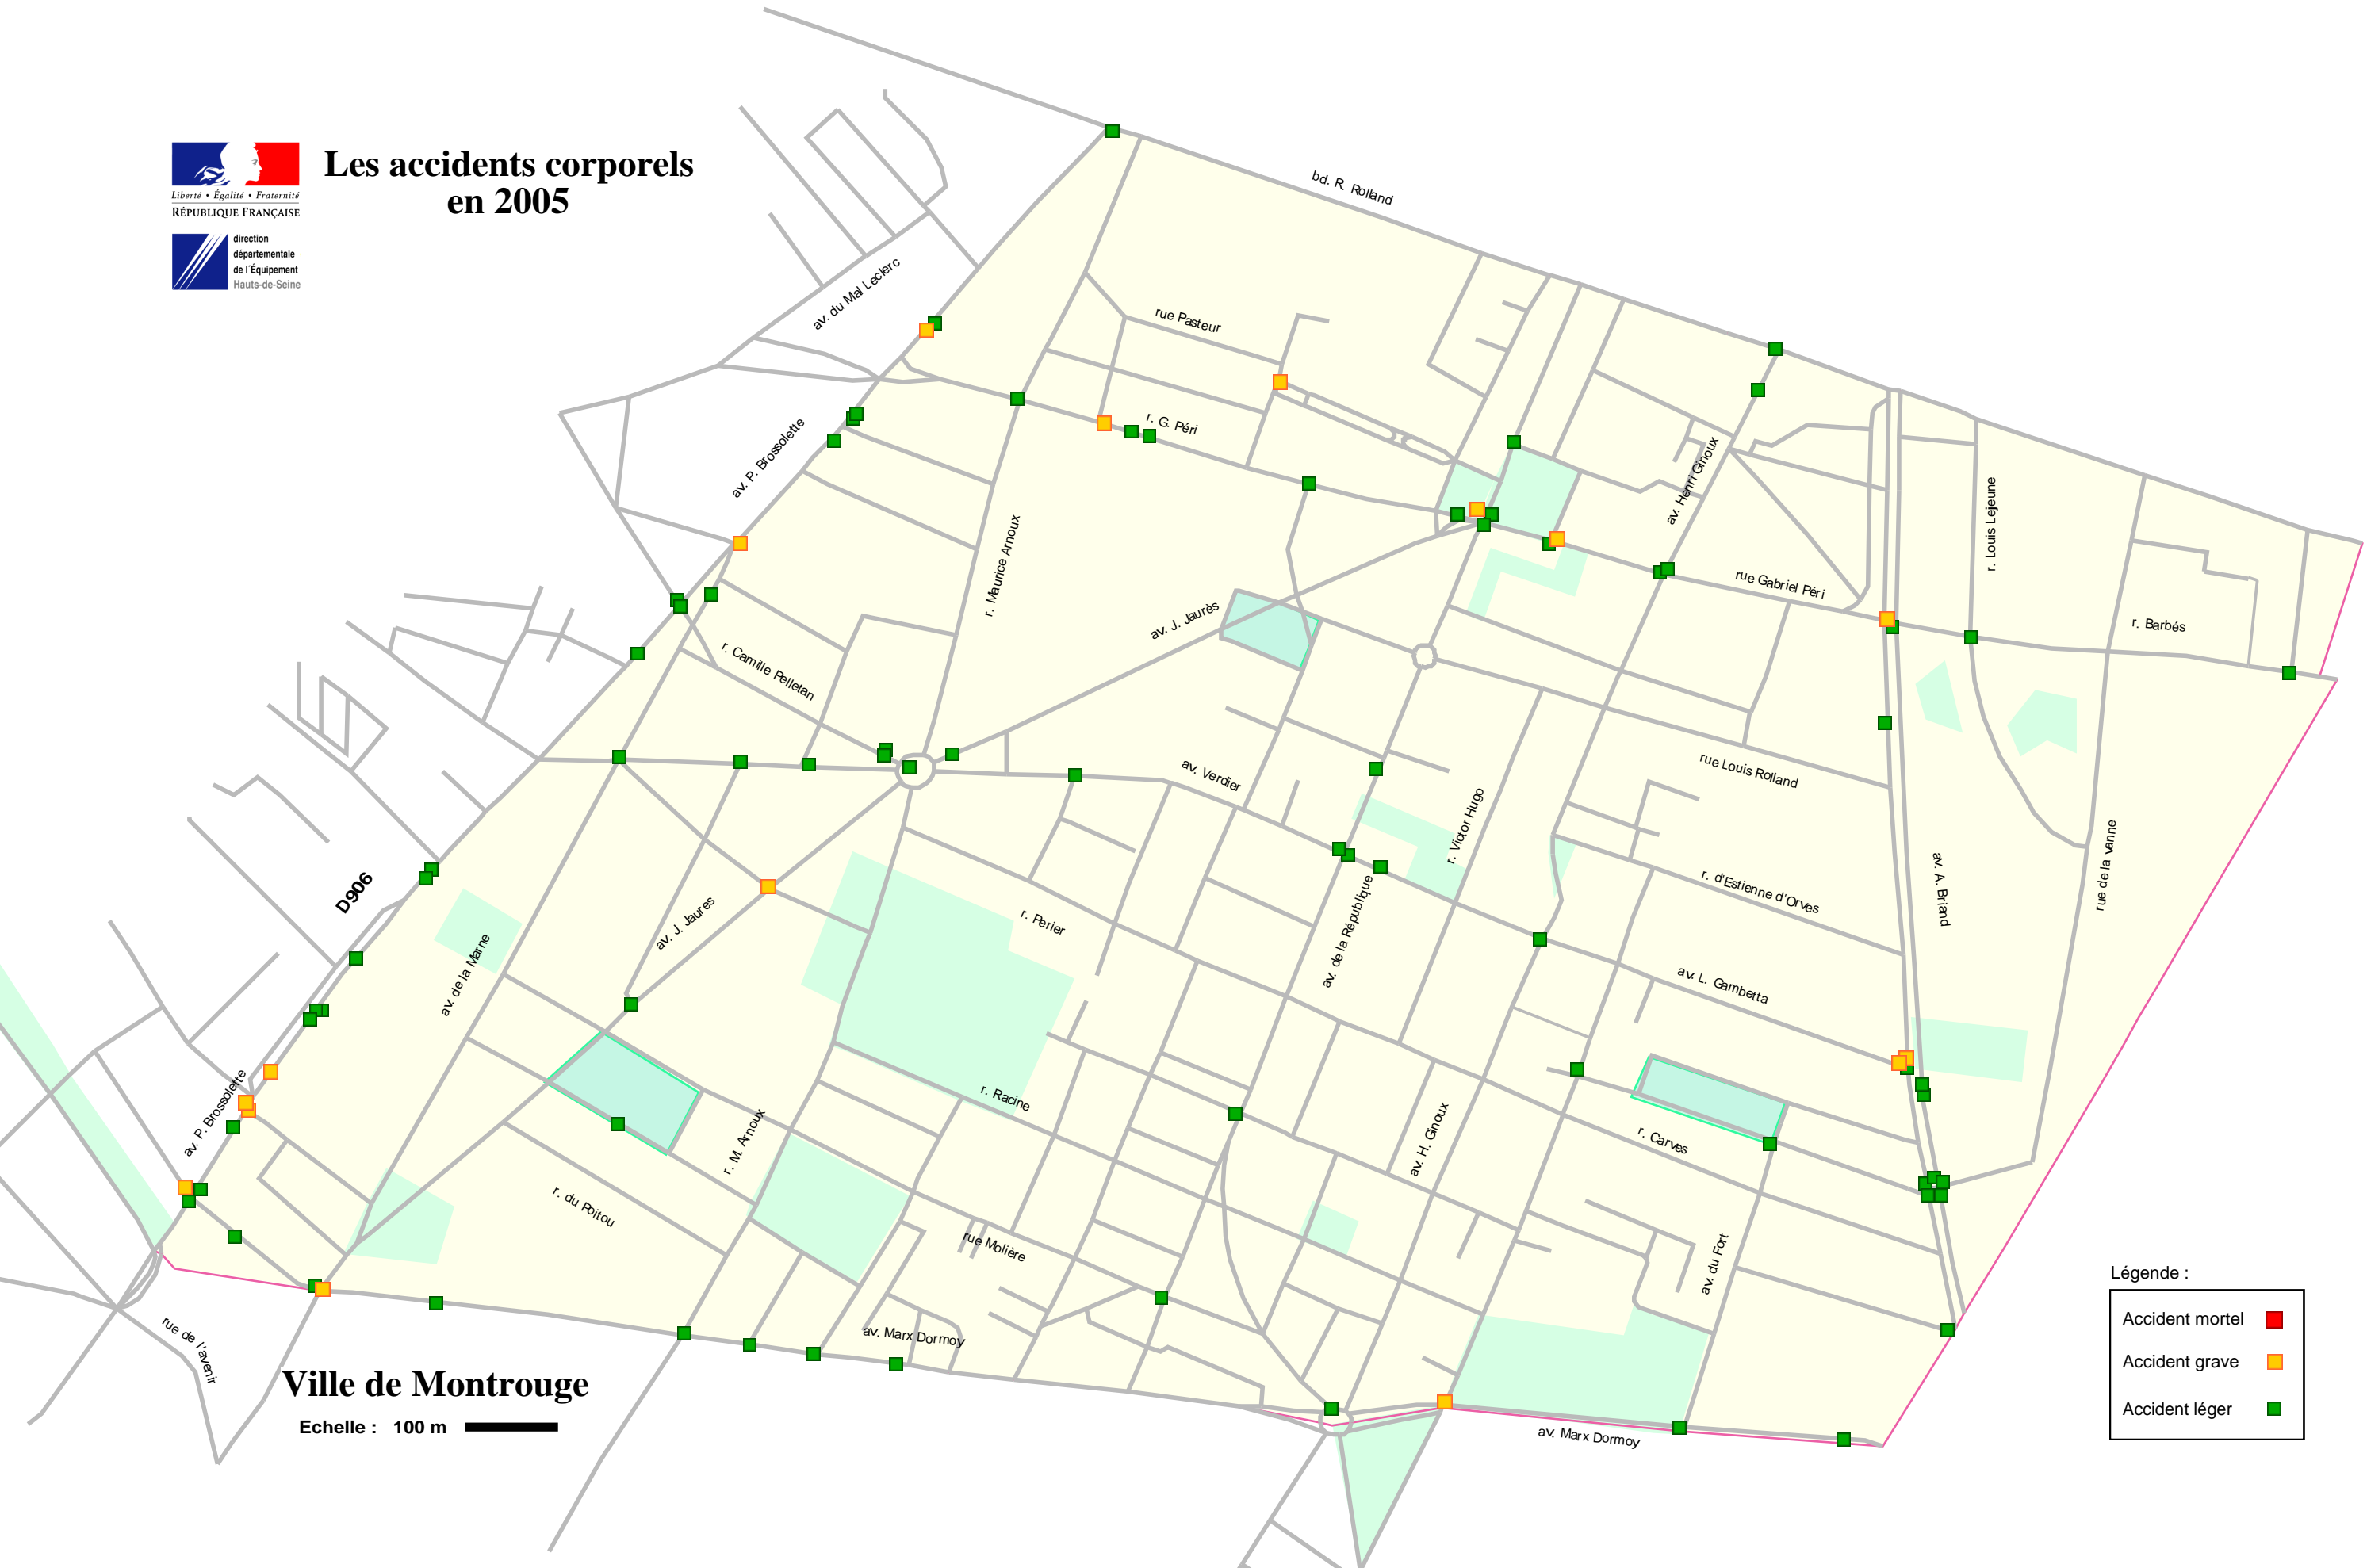 Les accidents corporels
en 2005
Liberté • Égalité • Fraternité
RÉPUBLIQUE FRANÇAISE
direction
départementale
de l'Équipement
Hauts-de-Seine
bd. R. Rolland
av. du Mal Leclerc
rue Pasteur
r. G. Péri
av. P. Brossolette
av. Henri Ginoux
r. Louis Lejeune
r. Maurice Arnoux
rue Gabriel Péri
av. J. Jaurès
r. Barbés
r. Camille Pelletan
av. Verdier
rue Louis Rolland
r. Victor Hugo
D906
av. A. Briand
rue de la vanne
r. d'Estienne d'Orves
av. J. Jaures
r. Perier
av. de la République
av. de la Marne
av. L. Gambetta
av. P. Brossolette
r. Racine
r. M. Arnoux
av. H. Ginoux
r. Carves
r. du Poitou
rue Molière
av. du Fort
rue de l'avenir
av. Marx Dormoy
av. Marx Dormoy
Ville de Montrouge
Echelle : 100 m
Légende :
Accident mortel
Accident grave
Accident léger